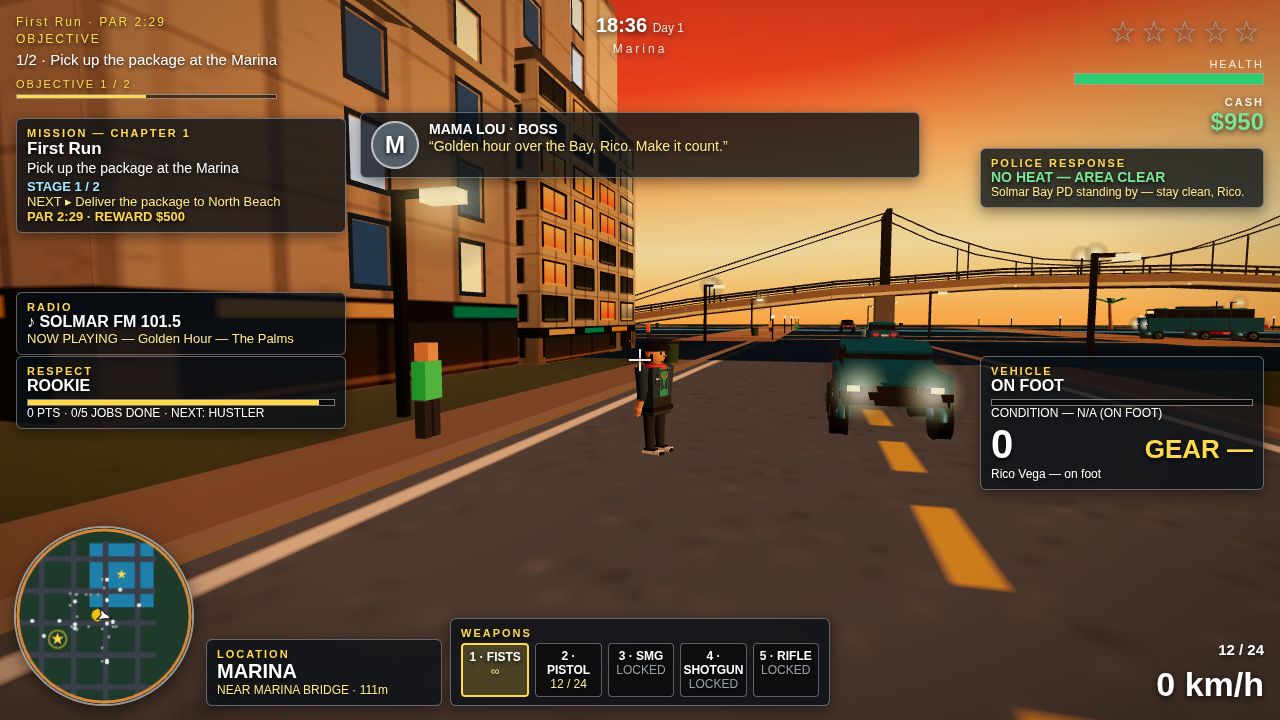 First Run · PAR 2:29
OBJECTIVE
1/2 · Pick up the package at the Marina
OBJECTIVE 1 / 2
18:36 Day 1
Marina
☆☆☆☆☆
HEALTH
CASH
$950
MISSION — CHAPTER 1
First Run
Pick up the package at the Marina
STAGE 1 / 2
NEXT ▸ Deliver the package to North Beach
PAR 2:29 · REWARD $500
M
MAMA LOU · BOSS
“Golden hour over the Bay, Rico. Make it count.”
POLICE RESPONSE
NO HEAT — AREA CLEAR
Solmar Bay PD standing by — stay clean, Rico.
RADIO
♪ SOLMAR FM 101.5
NOW PLAYING — Golden Hour — The Palms
RESPECT
ROOKIE
0 PTS · 0/5 JOBS DONE · NEXT: HUSTLER
VEHICLE
ON FOOT
CONDITION — N/A (ON FOOT)
0 GEAR —
Rico Vega — on foot
LOCATION
MARINA
NEAR MARINA BRIDGE · 111m
WEAPONS
1 · FISTS
∞
2 · PISTOL
12 / 24
3 · SMG
LOCKED
4 · SHOTGUN
LOCKED
5 · RIFLE
LOCKED
12 / 24
0 km/h